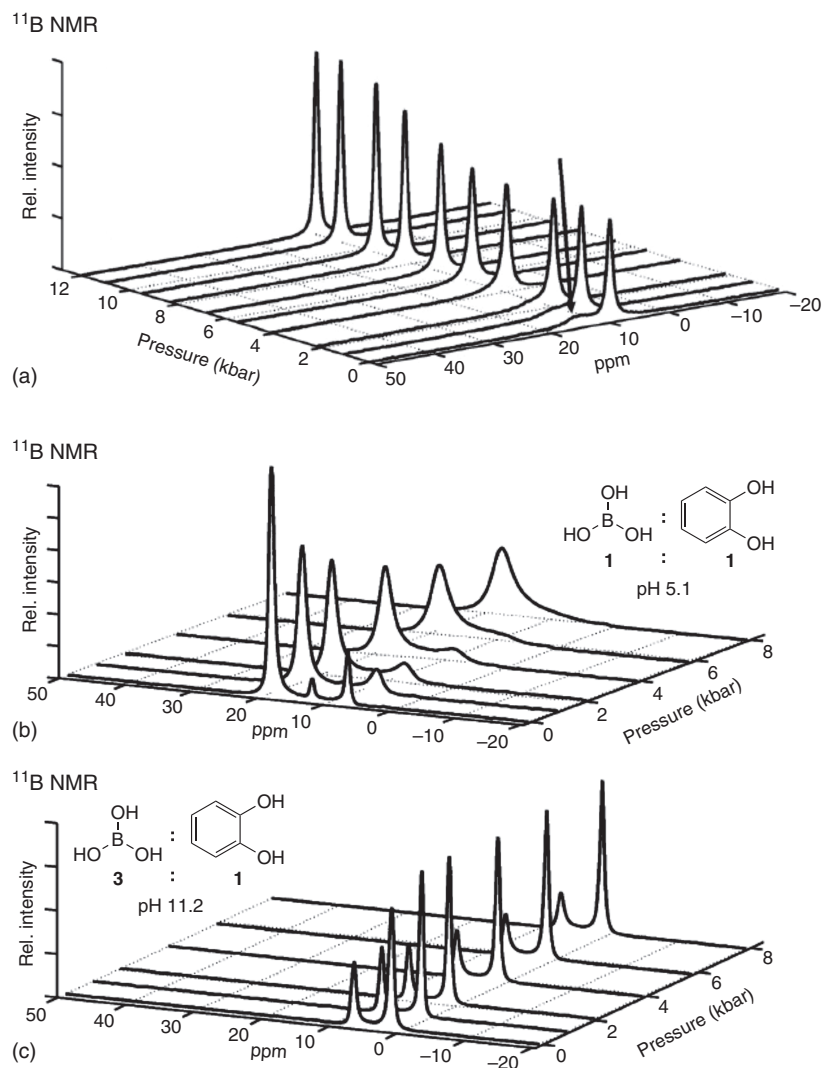 ¹¹B NMR
Rel. intensity
12
10
8
6
4
2
0
Pressure (kbar)
50
40
30
20
10
0
−10
−20
ppm
(a)
¹¹B NMR
Rel. intensity
OH
B
HO
OH
:
OH
OH
1 : 1
pH 5.1
50
40
30
20
10
0
−10
−20
ppm
0
2
4
6
8
Pressure (kbar)
(b)
¹¹B NMR
OH
B
HO
OH
:
OH
OH
3 : 1
pH 11.2
Rel. intensity
50
40
30
20
10
0
−10
−20
ppm
0
2
4
6
8
Pressure (kbar)
(c)